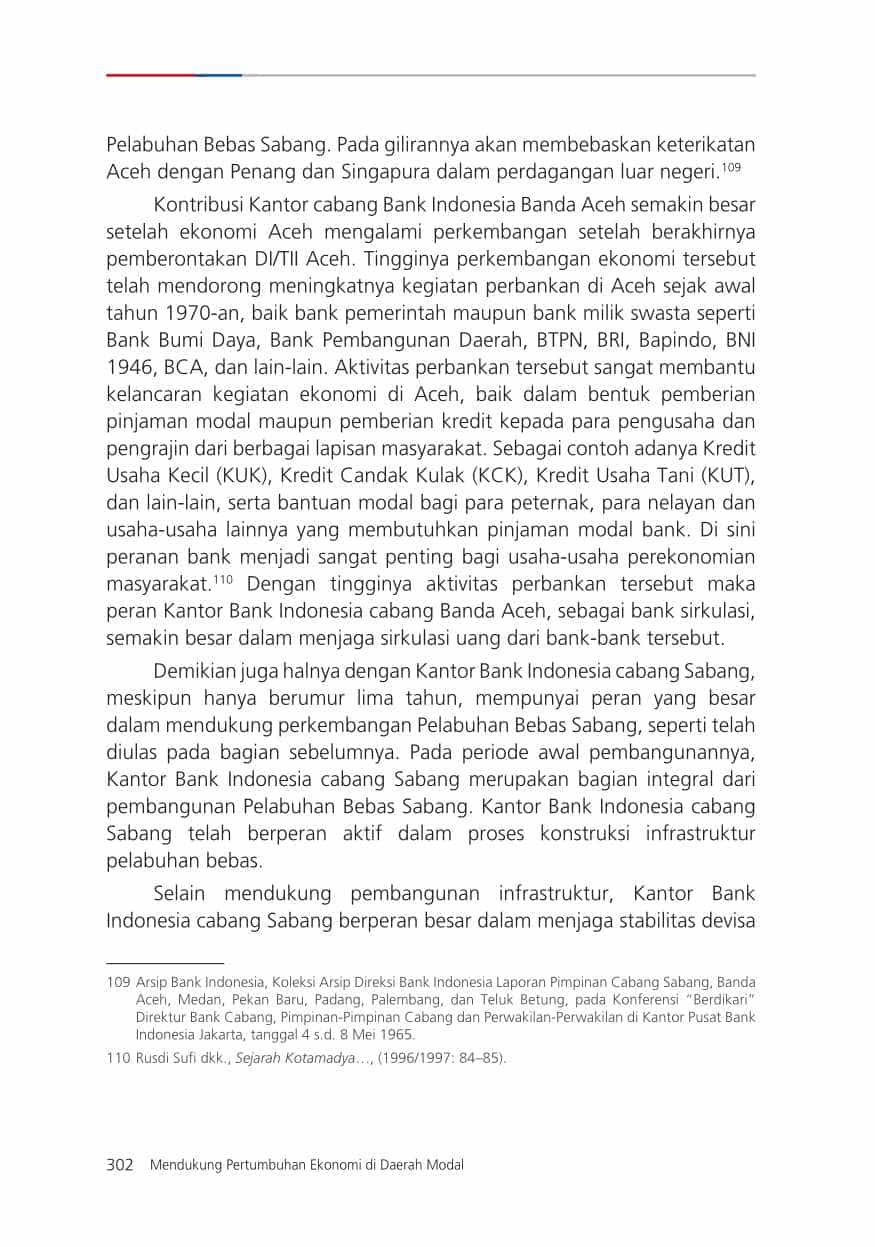 Pelabuhan Bebas Sabang. Pada gilirannya akan membebaskan keterikatan
Aceh dengan Penang dan Singapura dalam perdagangan luar negeri.109
Kontribusi Kantor cabang Bank Indonesia Banda Aceh semakin besar
setelah ekonomi Aceh mengalami perkembangan setelah berakhirnya
pemberontakan DI/TII Aceh. Tingginya perkembangan ekonomi tersebut
telah mendorong meningkatnya kegiatan perbankan di Aceh sejak awal
tahun 1970-an, baik bank pemerintah maupun bank milik swasta seperti
Bank Bumi Daya, Bank Pembangunan Daerah, BTPN, BRI, Bapindo, BNI
1946, BCA, dan lain-lain. Aktivitas perbankan tersebut sangat membantu
kelancaran kegiatan ekonomi di Aceh, baik dalam bentuk pemberian
pinjaman modal maupun pemberian kredit kepada para pengusaha dan
pengrajin dari berbagai lapisan masyarakat. Sebagai contoh adanya Kredit
Usaha Kecil (KUK), Kredit Candak Kulak (KCK), Kredit Usaha Tani (KUT),
dan lain-lain, serta bantuan modal bagi para peternak, para nelayan dan
usaha-usaha lainnya yang membutuhkan pinjaman modal bank. Di sini
peranan bank menjadi sangat penting bagi usaha-usaha perekonomian
masyarakat.110 Dengan tingginya aktivitas perbankan tersebut maka
peran Kantor Bank Indonesia cabang Banda Aceh, sebagai bank sirkulasi,
semakin besar dalam menjaga sirkulasi uang dari bank-bank tersebut.
Demikian juga halnya dengan Kantor Bank Indonesia cabang Sabang,
meskipun hanya berumur lima tahun, mempunyai peran yang besar
dalam mendukung perkembangan Pelabuhan Bebas Sabang, seperti telah
diulas pada bagian sebelumnya. Pada periode awal pembangunannya,
Kantor Bank Indonesia cabang Sabang merupakan bagian integral dari
pembangunan Pelabuhan Bebas Sabang. Kantor Bank Indonesia cabang
Sabang telah berperan aktif dalam proses konstruksi infrastruktur
pelabuhan bebas.
Selain mendukung pembangunan infrastruktur, Kantor Bank
Indonesia cabang Sabang berperan besar dalam menjaga stabilitas devisa
109 Arsip Bank Indonesia, Koleksi Arsip Direksi Bank Indonesia Laporan Pimpinan Cabang Sabang, Banda
Aceh, Medan, Pekan Baru, Padang, Palembang, dan Teluk Betung, pada Konferensi “Berdikari”
Direktur Bank Cabang, Pimpinan-Pimpinan Cabang dan Perwakilan-Perwakilan di Kantor Pusat Bank
Indonesia Jakarta, tanggal 4 s.d. 8 Mei 1965.
110 Rusdi Sufi dkk., Sejarah Kotamadya…, (1996/1997: 84–85).
302 Mendukung Pertumbuhan Ekonomi di Daerah Modal